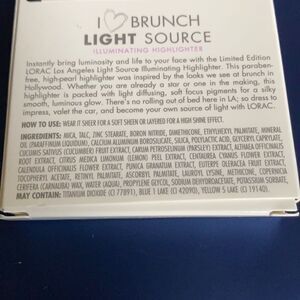 I ♡ BRUNCH
LIGHT SOURCE
ILLUMINATING HIGHLIGHTER
Instantly bring luminosity and life to your face with the Limited Edition
LORAC Los Angeles Light Source Illuminating Highlighter. This paraben-
free, high-pearl highlighter was inspired by the looks we see at brunch in
Hollywood. Whether you are already a star or one in the making, this
highlighter is packed with light diffusing, soft focus pigments for a silky
smooth, luminous glow. There's no rolling out of bed here in LA; so dress to
impress, valet the car, and become your own source of light with LORAC.
HOW TO USE: WEAR IT SHEER FOR A SOFT SHEEN OR LAYERED FOR A HIGH SHINE EFFECT.
INGREDIENTS: MICA, TALC, ZINC STEARATE, BORON NITRIDE, DIMETHICONE, ETHYLHEXYL PALMITATE, MINERAL
OIL (PARAFFINUM LIQUIDUM), CALCIUM ALUMINUM BOROSILICATE, SILICA, POLYLACTIC ACID, GLYCERYL CAPRYLATE,
CUCUMIS SATIVUS (CUCUMBER) FRUIT EXTRACT, CARUM PETROSELINUM (PARSLEY) EXTRACT, ALTHAEA OFFICINALIS
ROOT EXTRACT, CITRUS MEDICA LIMONUM (LEMON) PEEL EXTRACT, CENTAUREA CYANUS FLOWER EXTRACT,
CALENDULA OFFICINALIS FLOWER EXTRACT, PUNICA GRANATUM EXTRACT, EUTERPE OLERACEA FRUIT EXTRACT,
TOCOPHERYL ACETATE, RETINYL PALMITATE, ASCORBYL PALMITATE, LAUROYL LYSINE, METHICONE, COPERNICIA
CERIFERA (CARNAUBA) WAX, WATER (AQUA), PROPYLENE GLYCOL, SODIUM DEHYDROACETATE, POTASSIUM SORBATE,
MAY CONTAIN: TITANIUM DIOXIDE (CI 77891), BLUE 1 LAKE (CI 42090), YELLOW 5 LAKE (CI 19140).